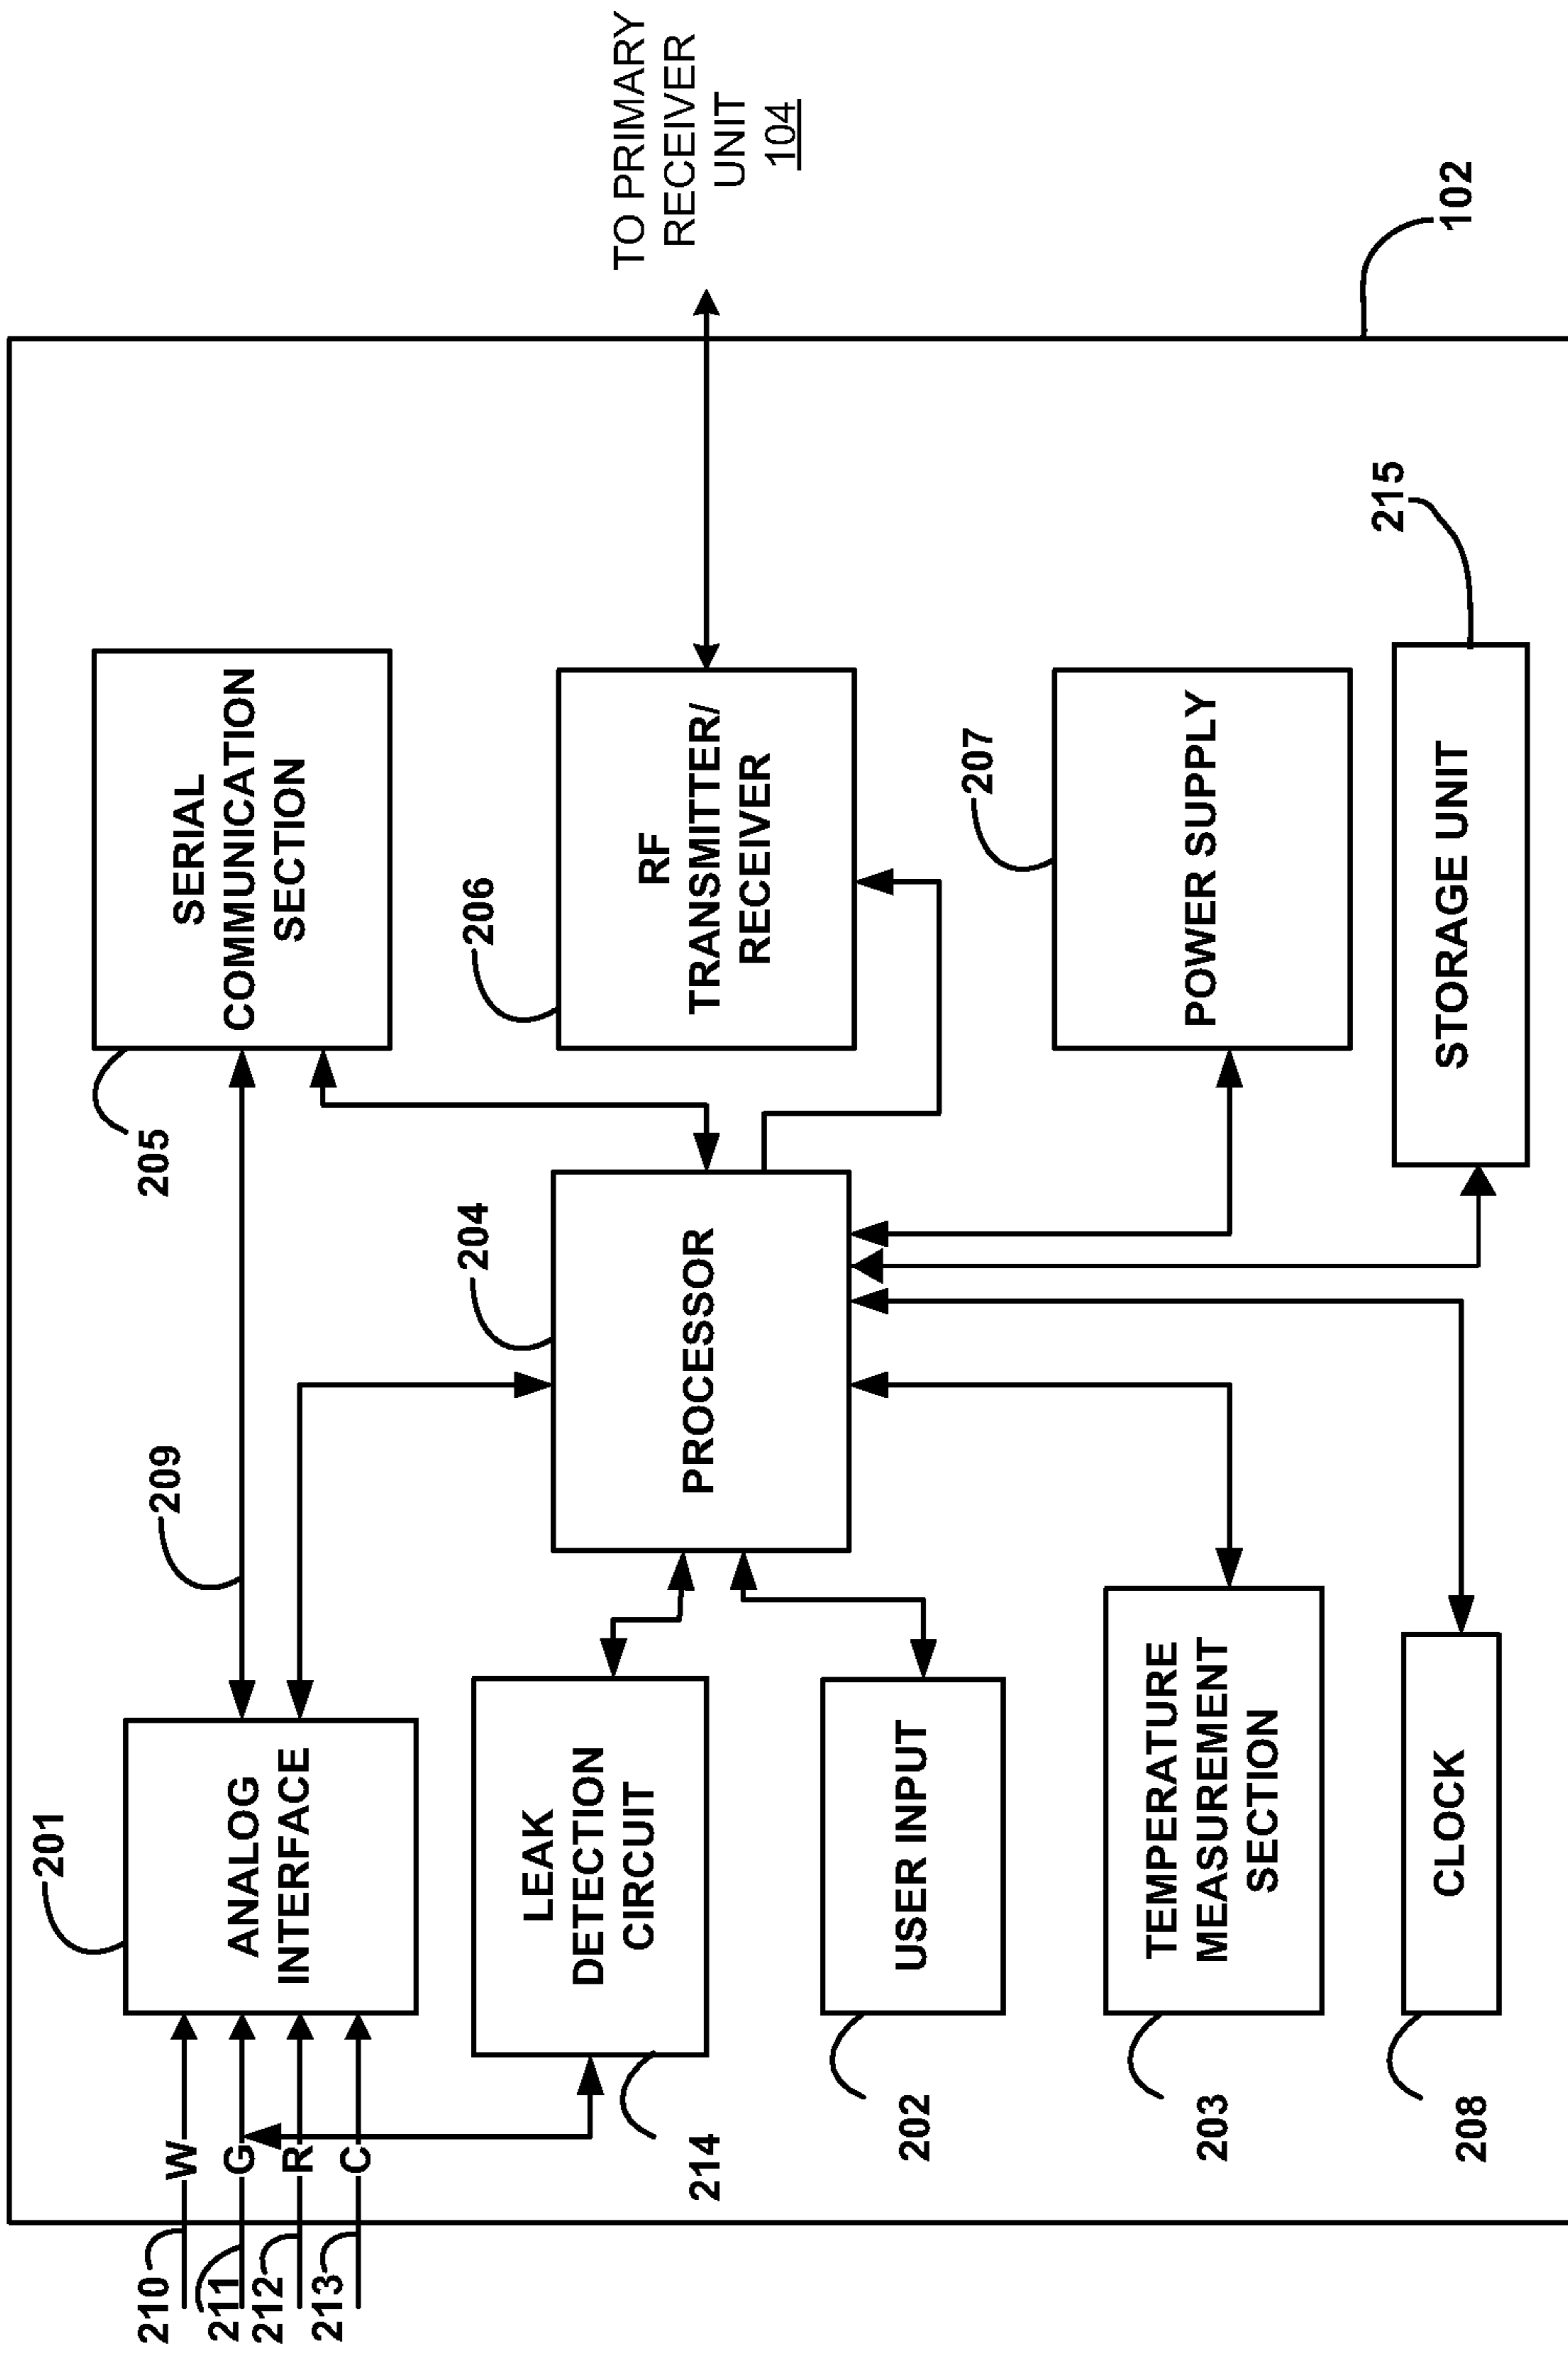 210
W
211
G
212
R
213
C
201
ANALOG
INTERFACE
209
205
SERIAL
COMMUNICATION
SECTION
214
LEAK
DETECTION
CIRCUIT
204
PROCESSOR
206
RF
TRANSMITTER/
RECEIVER
TO PRIMARY
RECEIVER
UNIT
104
202
USER INPUT
203
TEMPERATURE
MEASUREMENT
SECTION
207
POWER SUPPLY
208
CLOCK
215
STORAGE UNIT
102